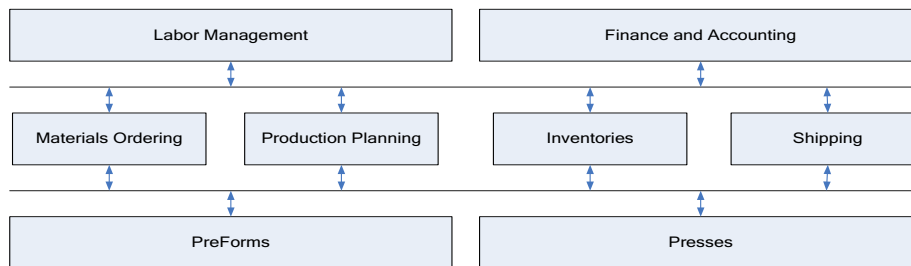 Labor Management
Finance and Accounting
Materials Ordering
Production Planning
Inventories
Shipping
PreForms
Presses